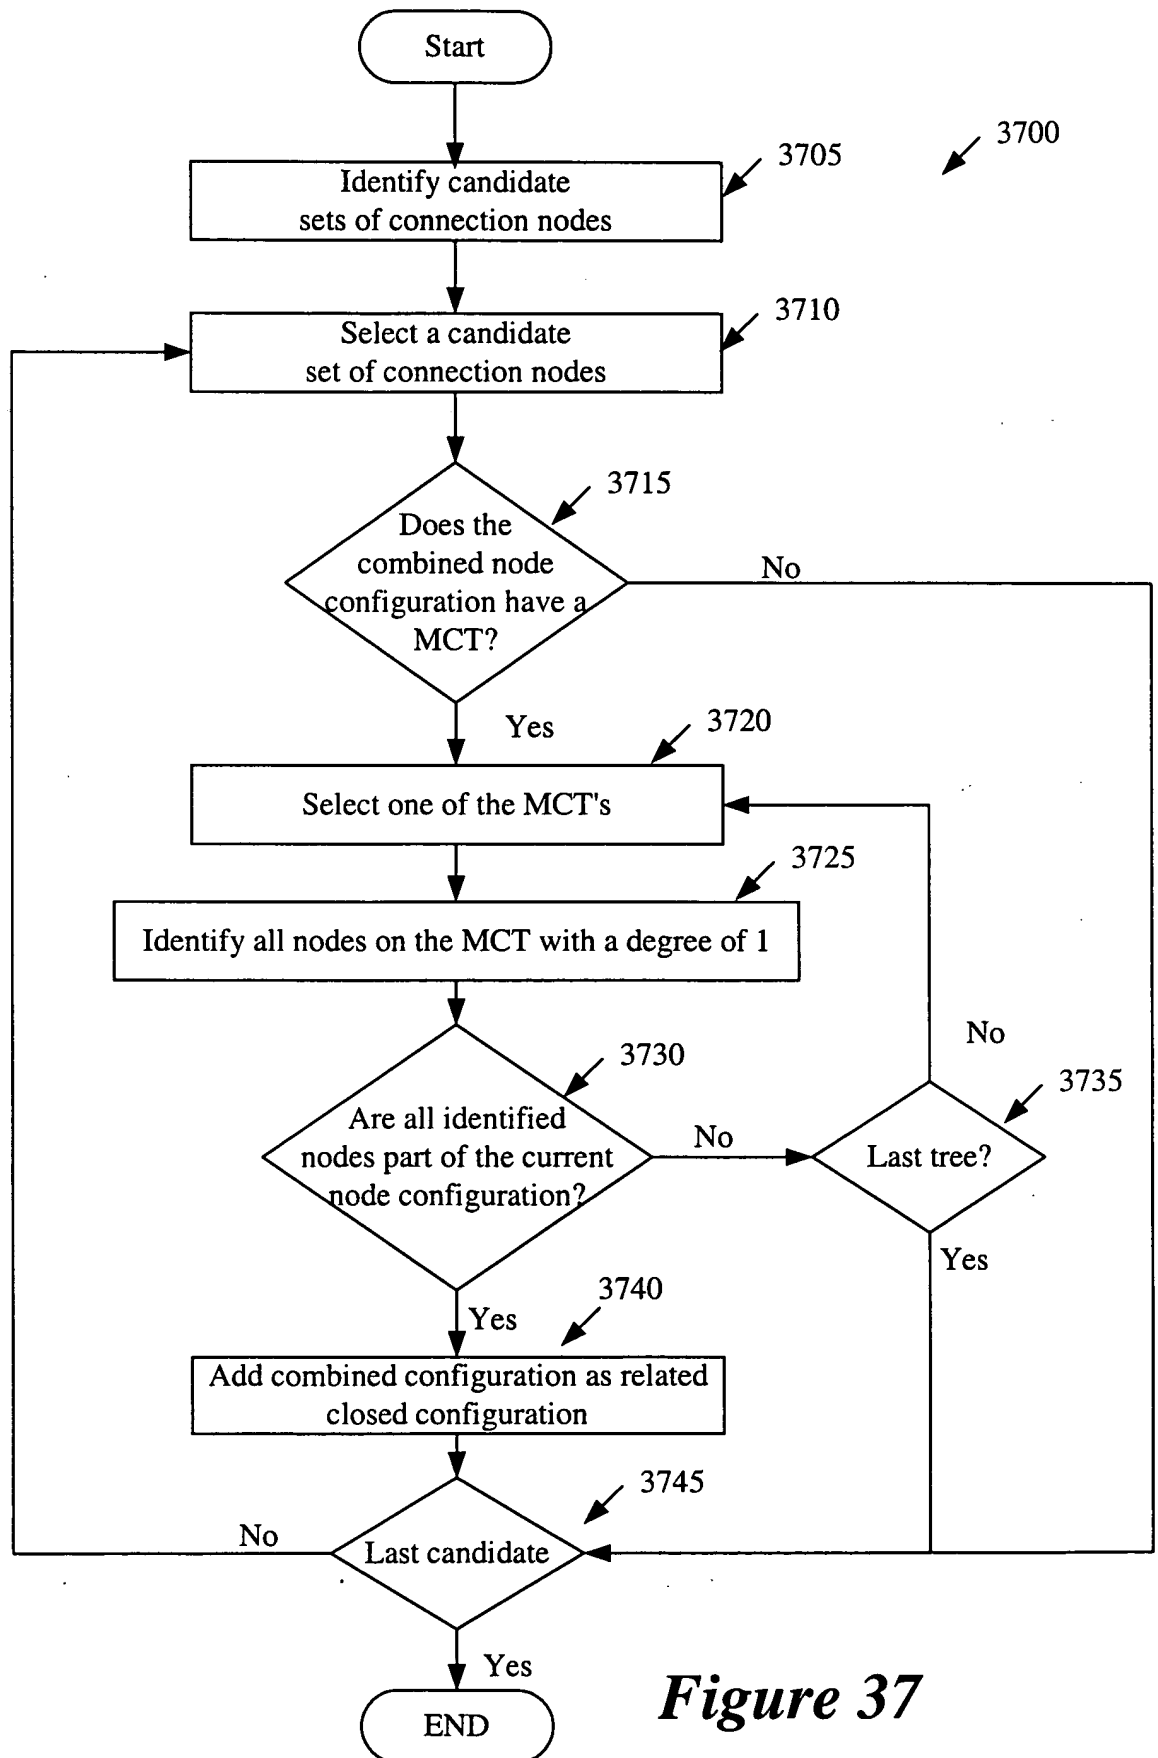 Start
3700
3705
Identify candidate
sets of connection nodes
3710
Select a candidate
set of connection nodes
3715
Does the
combined node
configuration have a
MCT?
No
Yes
3720
Select one of the MCT's
3725
Identify all nodes on the MCT with a degree of 1
No
3730
3735
Are all identified
nodes part of the current
node configuration?
No
Last tree?
Yes
3740
Yes
Add combined configuration as related
closed configuration
3745
No
Last candidate
Yes
END
Figure 37